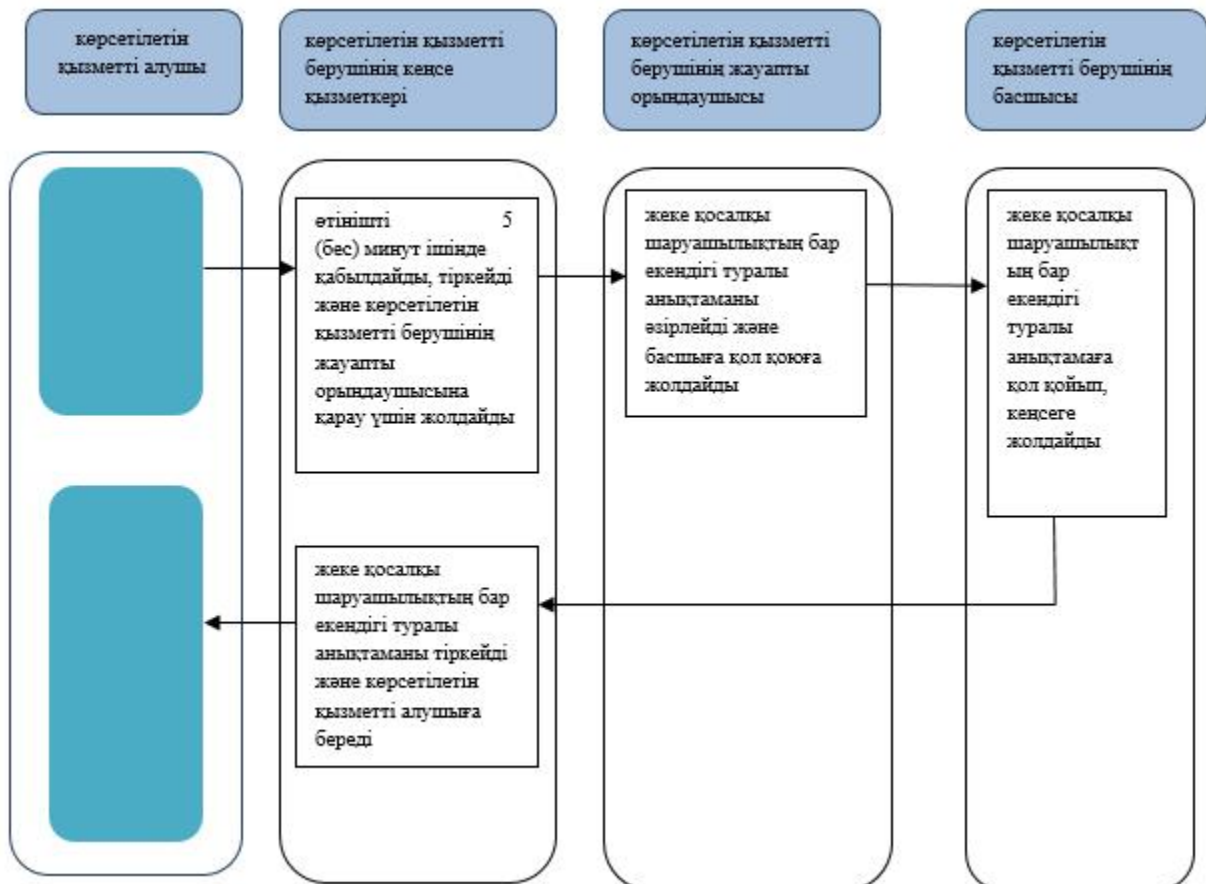 көрсетілетін
қызметті алушы
көрсетілетін қызметті
берушінің кеңсе
қызметкері
көрсетілетін қызметті
берушінің жауапты
орындаушысы
көрсетілетін
қызметті берушінің
басшысы
өтінішті 5
(бес) минут ішінде
қабылдайды, тіркейді
және көрсетілетін
қызметті берушінің
жауапты
орындаушысына
қарау үшін жолдайды
жеке қосалқы
шаруашылықтың бар
екендігі туралы
анықтаманы
әзірлейді және
басшыға қол қоюға
жолдайды
жеке қосалқы
шаруашылықт
ың бар
екендігі
туралы
анықтамаға
қол қойып,
кеңсеге
жолдайды
жеке қосалқы
шаруашылықтың бар
екендігі туралы
анықтаманы тіркейді
және көрсетілетін
қызметті алушыға
береді